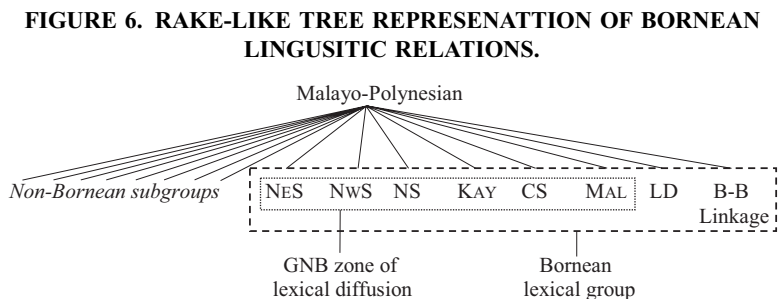 FIGURE 6. RAKE-LIKE TREE REPRESENATTION OF BORNEAN
LINGUSITIC RELATIONS.
Malayo-Polynesian
Non-Bornean subgroups NES NWS NS KAY CS MAL LD B-B
Linkage
GNB zone of Bornean
lexical diffusion lexical group